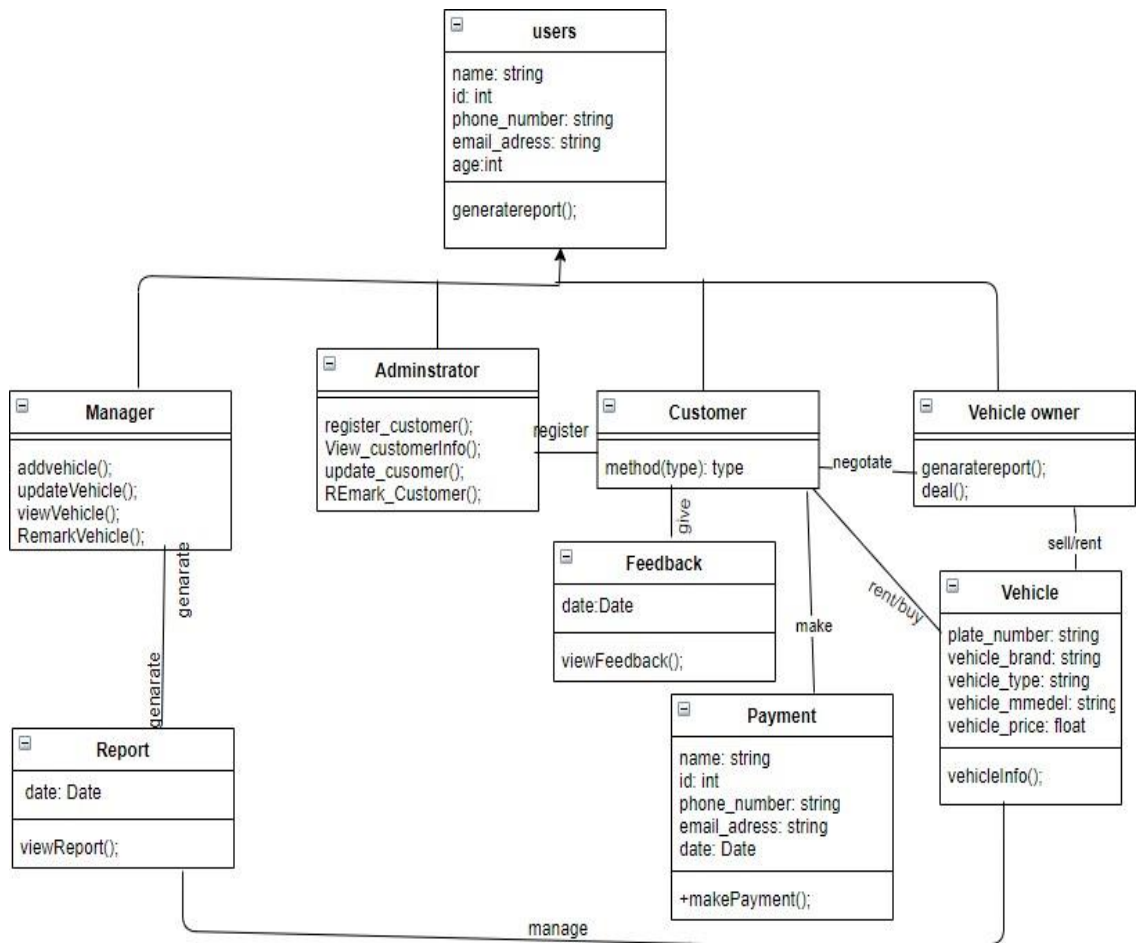 users
name: string
id: int
phone_number: string
email_adress: string
age:int
generatereport();
Manager
addvehicle();
updateVehicle();
viewVehicle();
RemarkVehicle();
Adminstrator
register_customer();
View_customerInfo();
update_cusomer();
REmark_Customer();
register
Customer
method(type): type
negotate
Vehicle owner
genaratereport();
deal();
genarate
genarate
give
make
rent/buy
sell/rent
Feedback
date:Date
viewFeedback();
Vehicle
plate_number: string
vehicle_brand: string
vehicle_type: string
vehicle_mmedel: string
vehicle_price: float
vehicleInfo();
Report
date: Date
viewReport();
Payment
name: string
id: int
phone_number: string
email_adress: string
date: Date
+makePayment();
manage